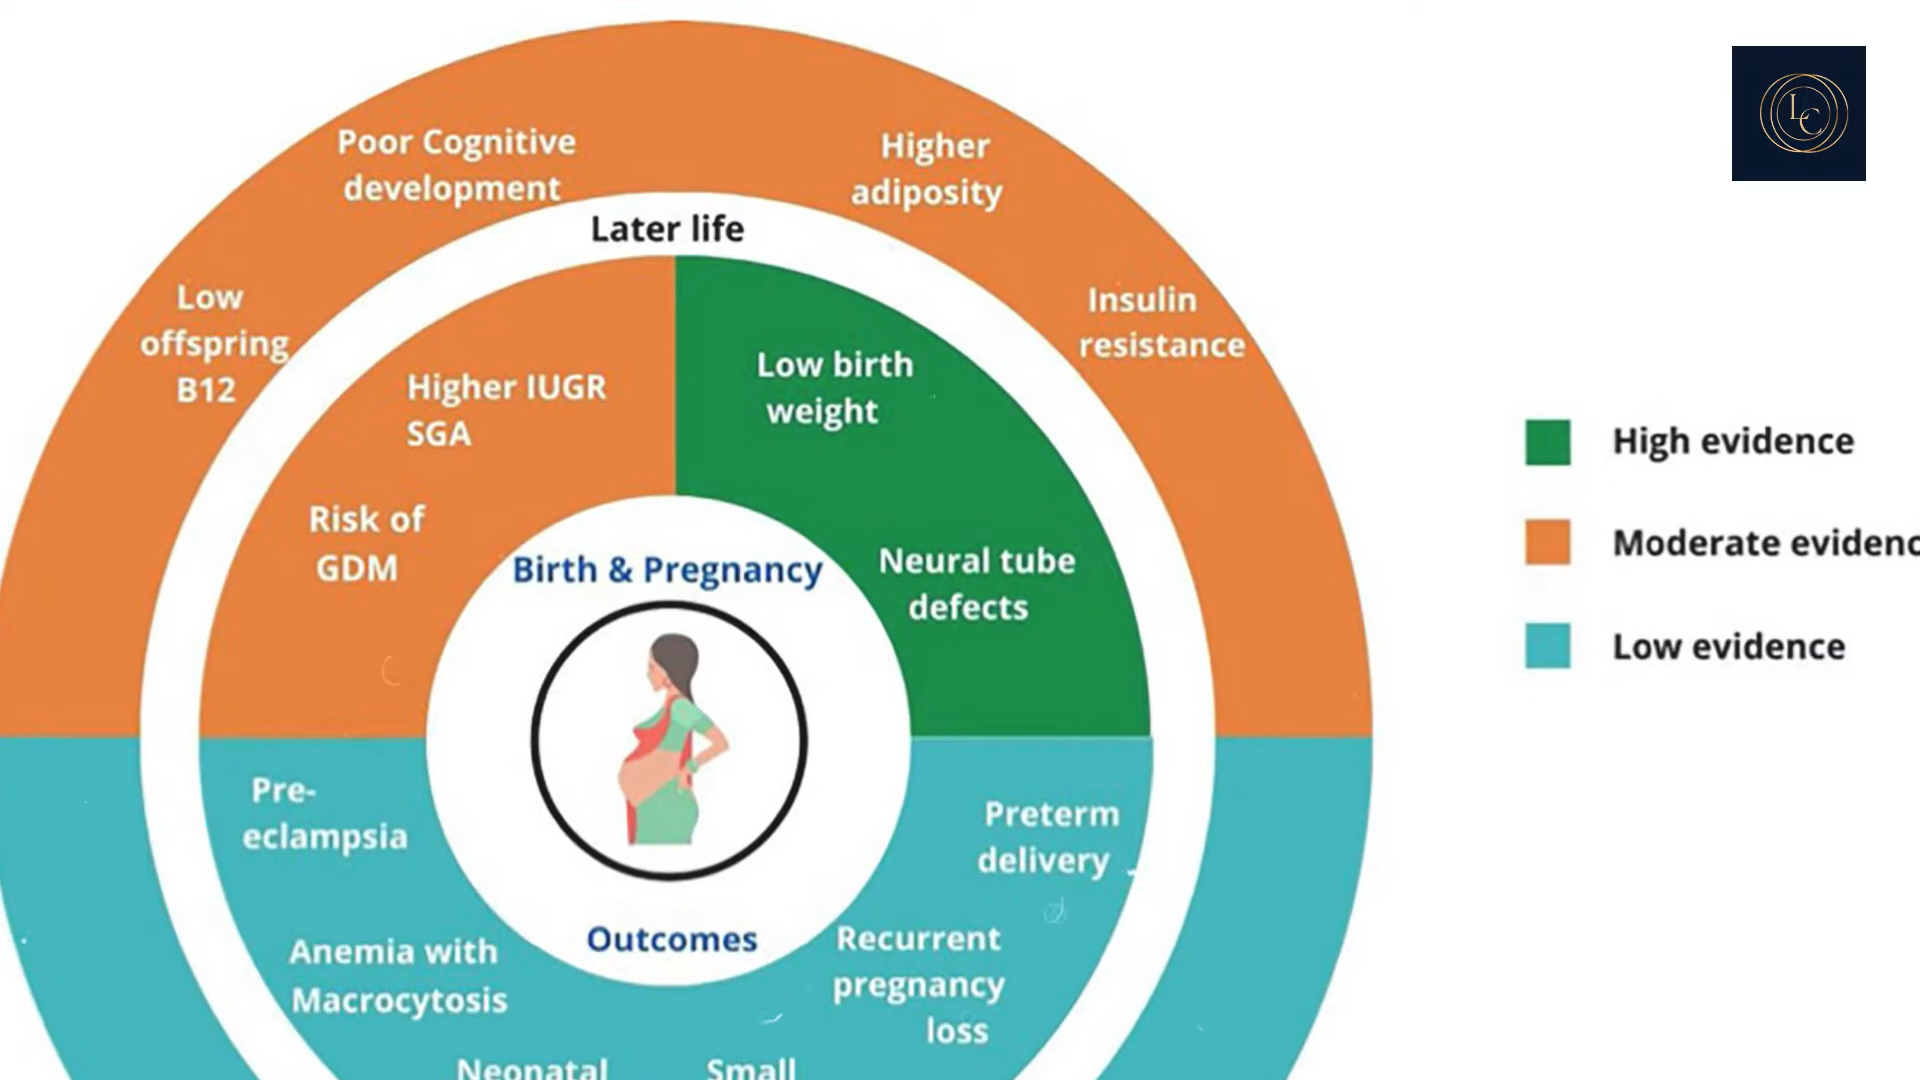 Poor Cognitive
development
Higher
adiposity
Later life
Low
offspring
B12
Insulin
resistance
Higher IUGR
SGA
Low birth
weight
Risk of
GDM
Neural tube
defects
Birth & Pregnancy
Outcomes
Pre-
eclampsia
Preterm
delivery
Anemia with
Macrocytosis
Recurrent
pregnancy
loss
Neonatal
Small
High evidence
Moderate evidenc
Low evidence
LC